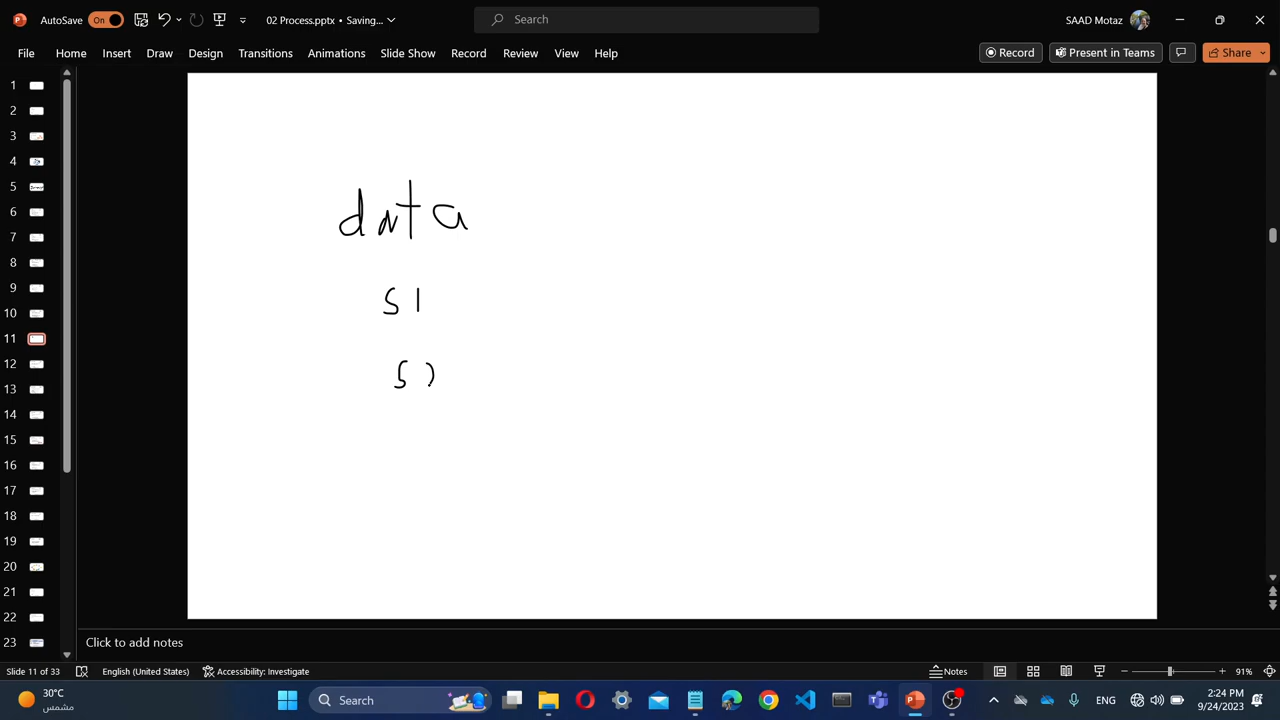 AutoSave On 02 Process.pptx • Saving... Search SAAD Motaz
File Home Insert Draw Design Transitions Animations Slide Show Record Review View Help Record Present in Teams Share
1
2
3
4
5
6
7
8
9
10
11
12
13
14
15
16
17
18
19
20
21
22
23
data
S1
S
Click to add notes
Slide 11 of 33 English (United States) Accessibility: Investigate Notes 91%
30°C
مشمس
Search
ENG
2:24 PM
9/24/2023